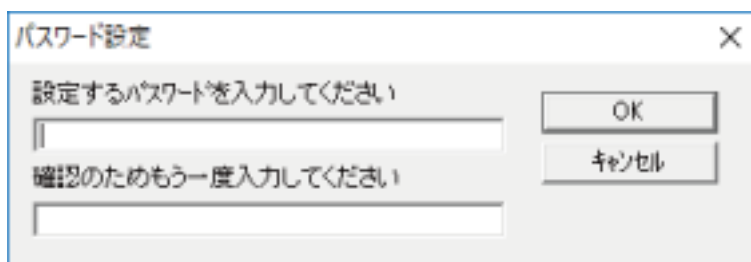 パスワード設定
設定するパスワードを入力してください
OK
確認のためもう一度入力してください
キャンセル